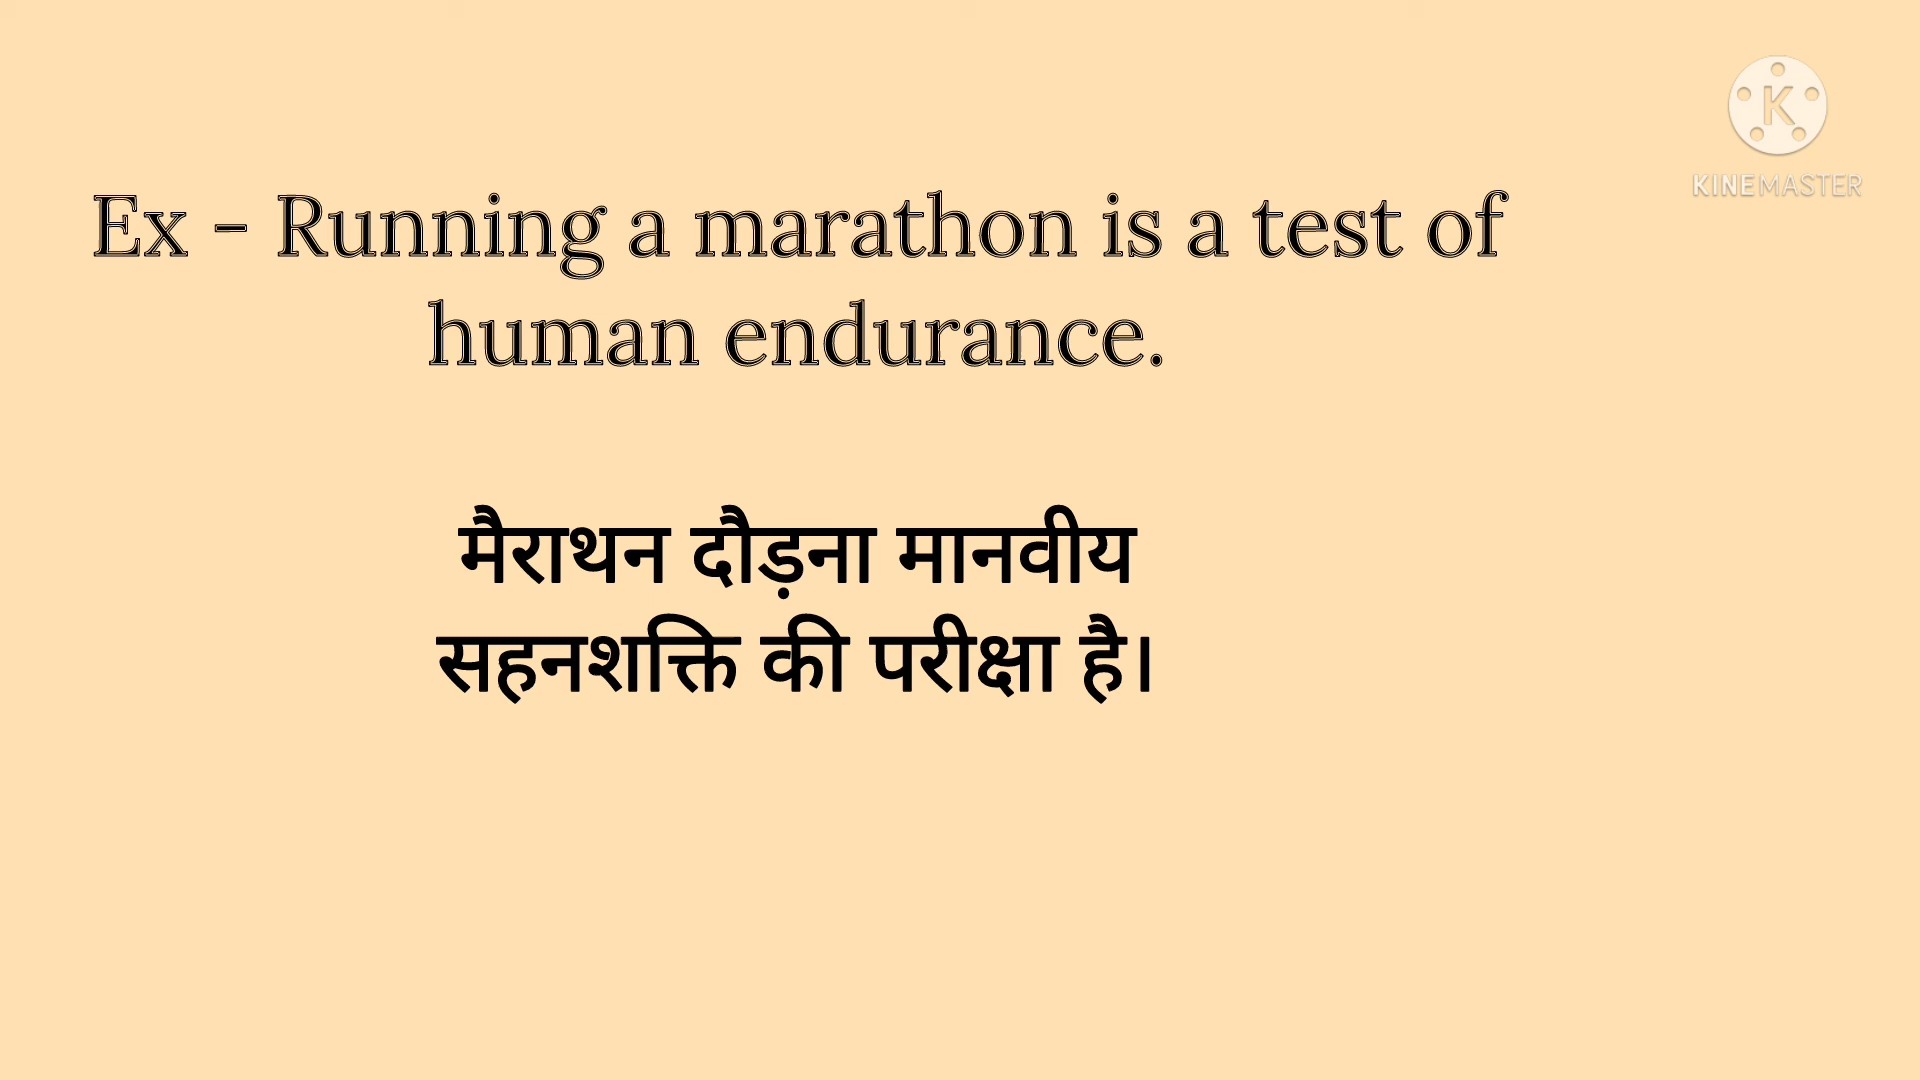 Ex - Running a marathon is a test of
human endurance.
मैराथन दौड़ना मानवीय
सहनशक्ति की परीक्षा है।
K
KINEMASTER